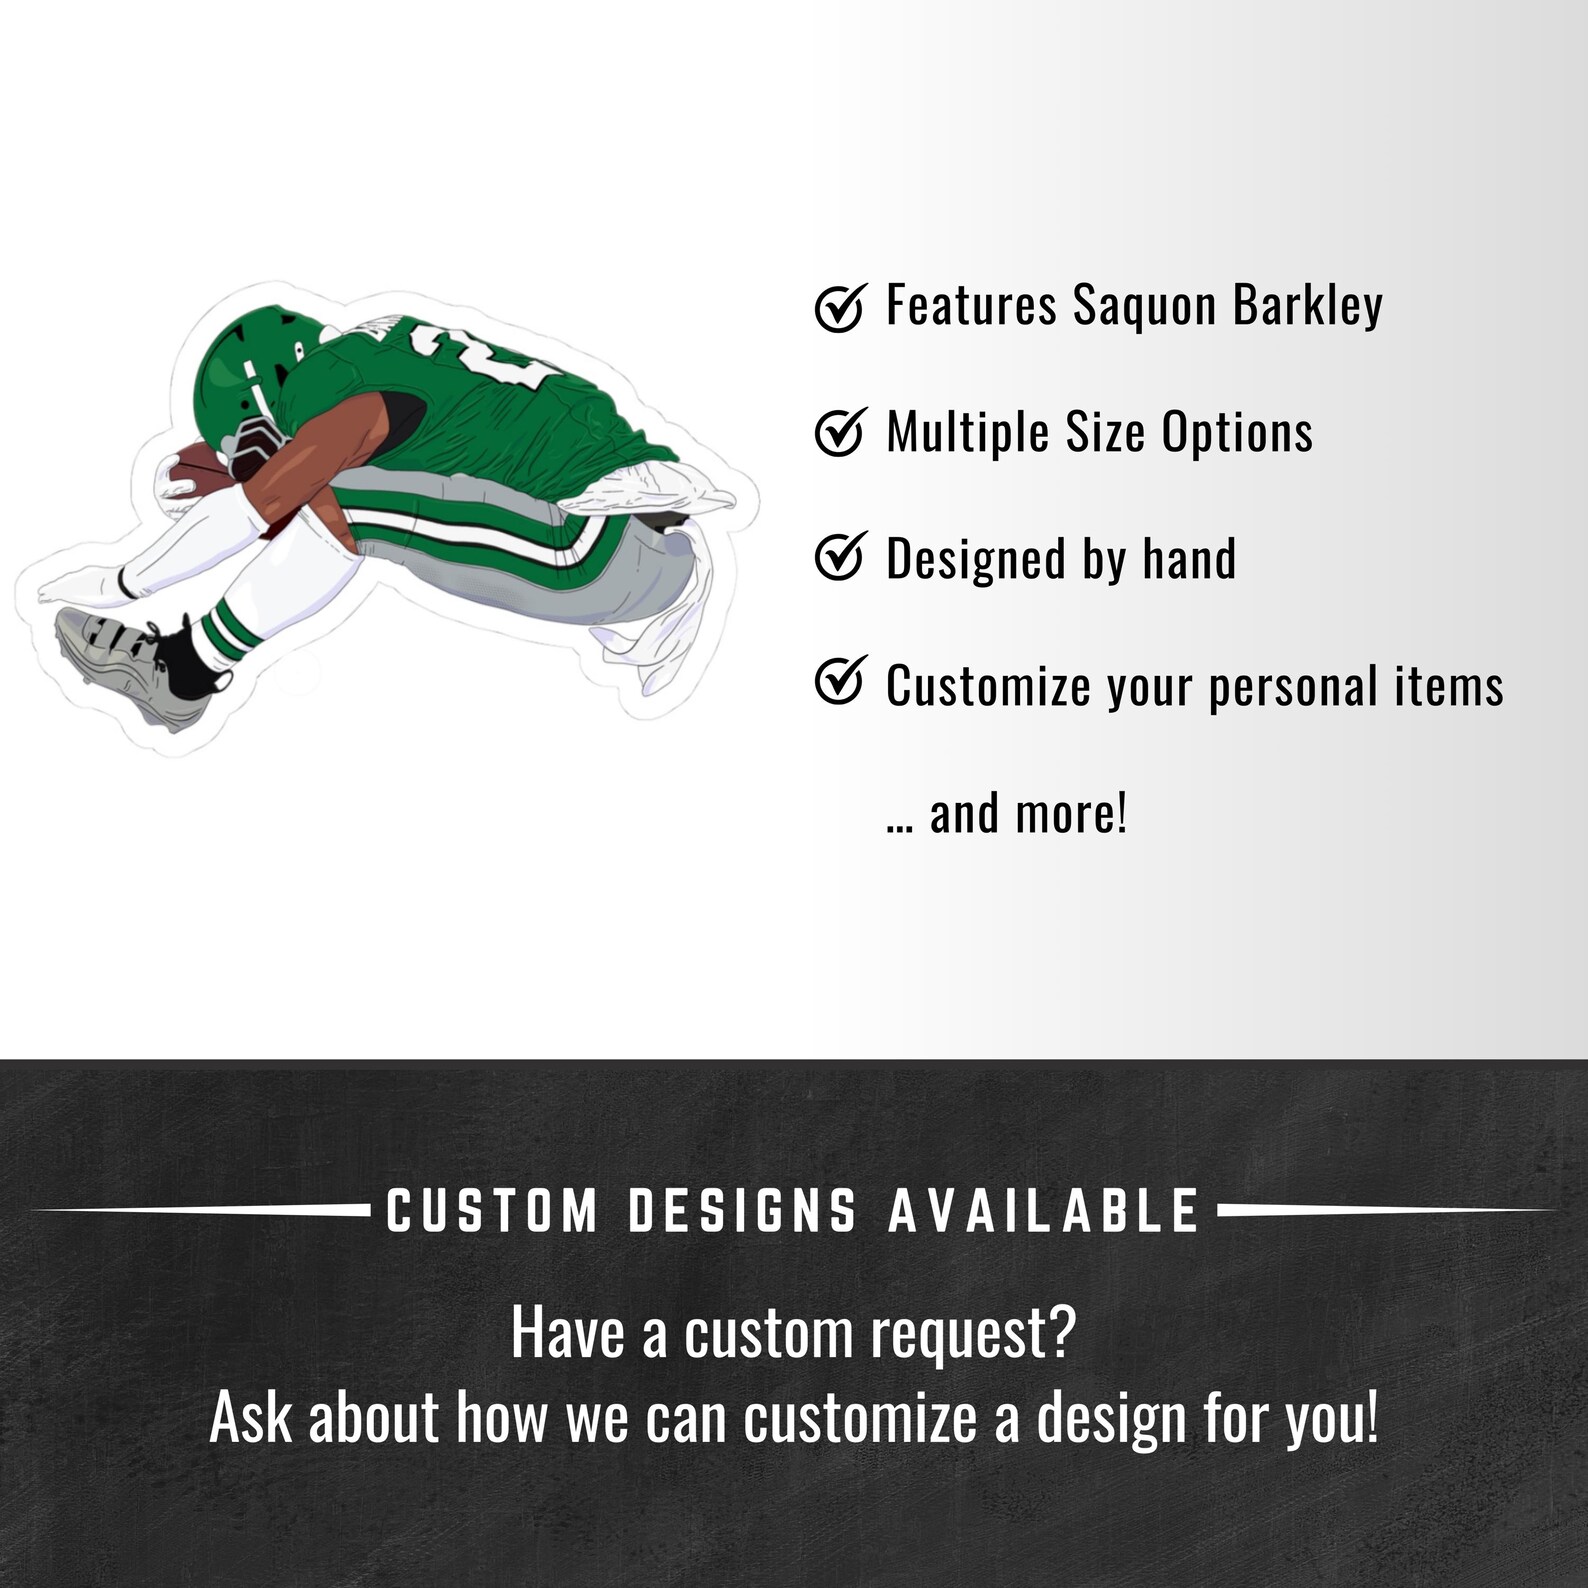 Features Saquon Barkley
Multiple Size Options
Designed by hand
Customize your personal items
... and more!
CUSTOM DESIGNS AVAILABLE
Have a custom request?
Ask about how we can customize a design for you!